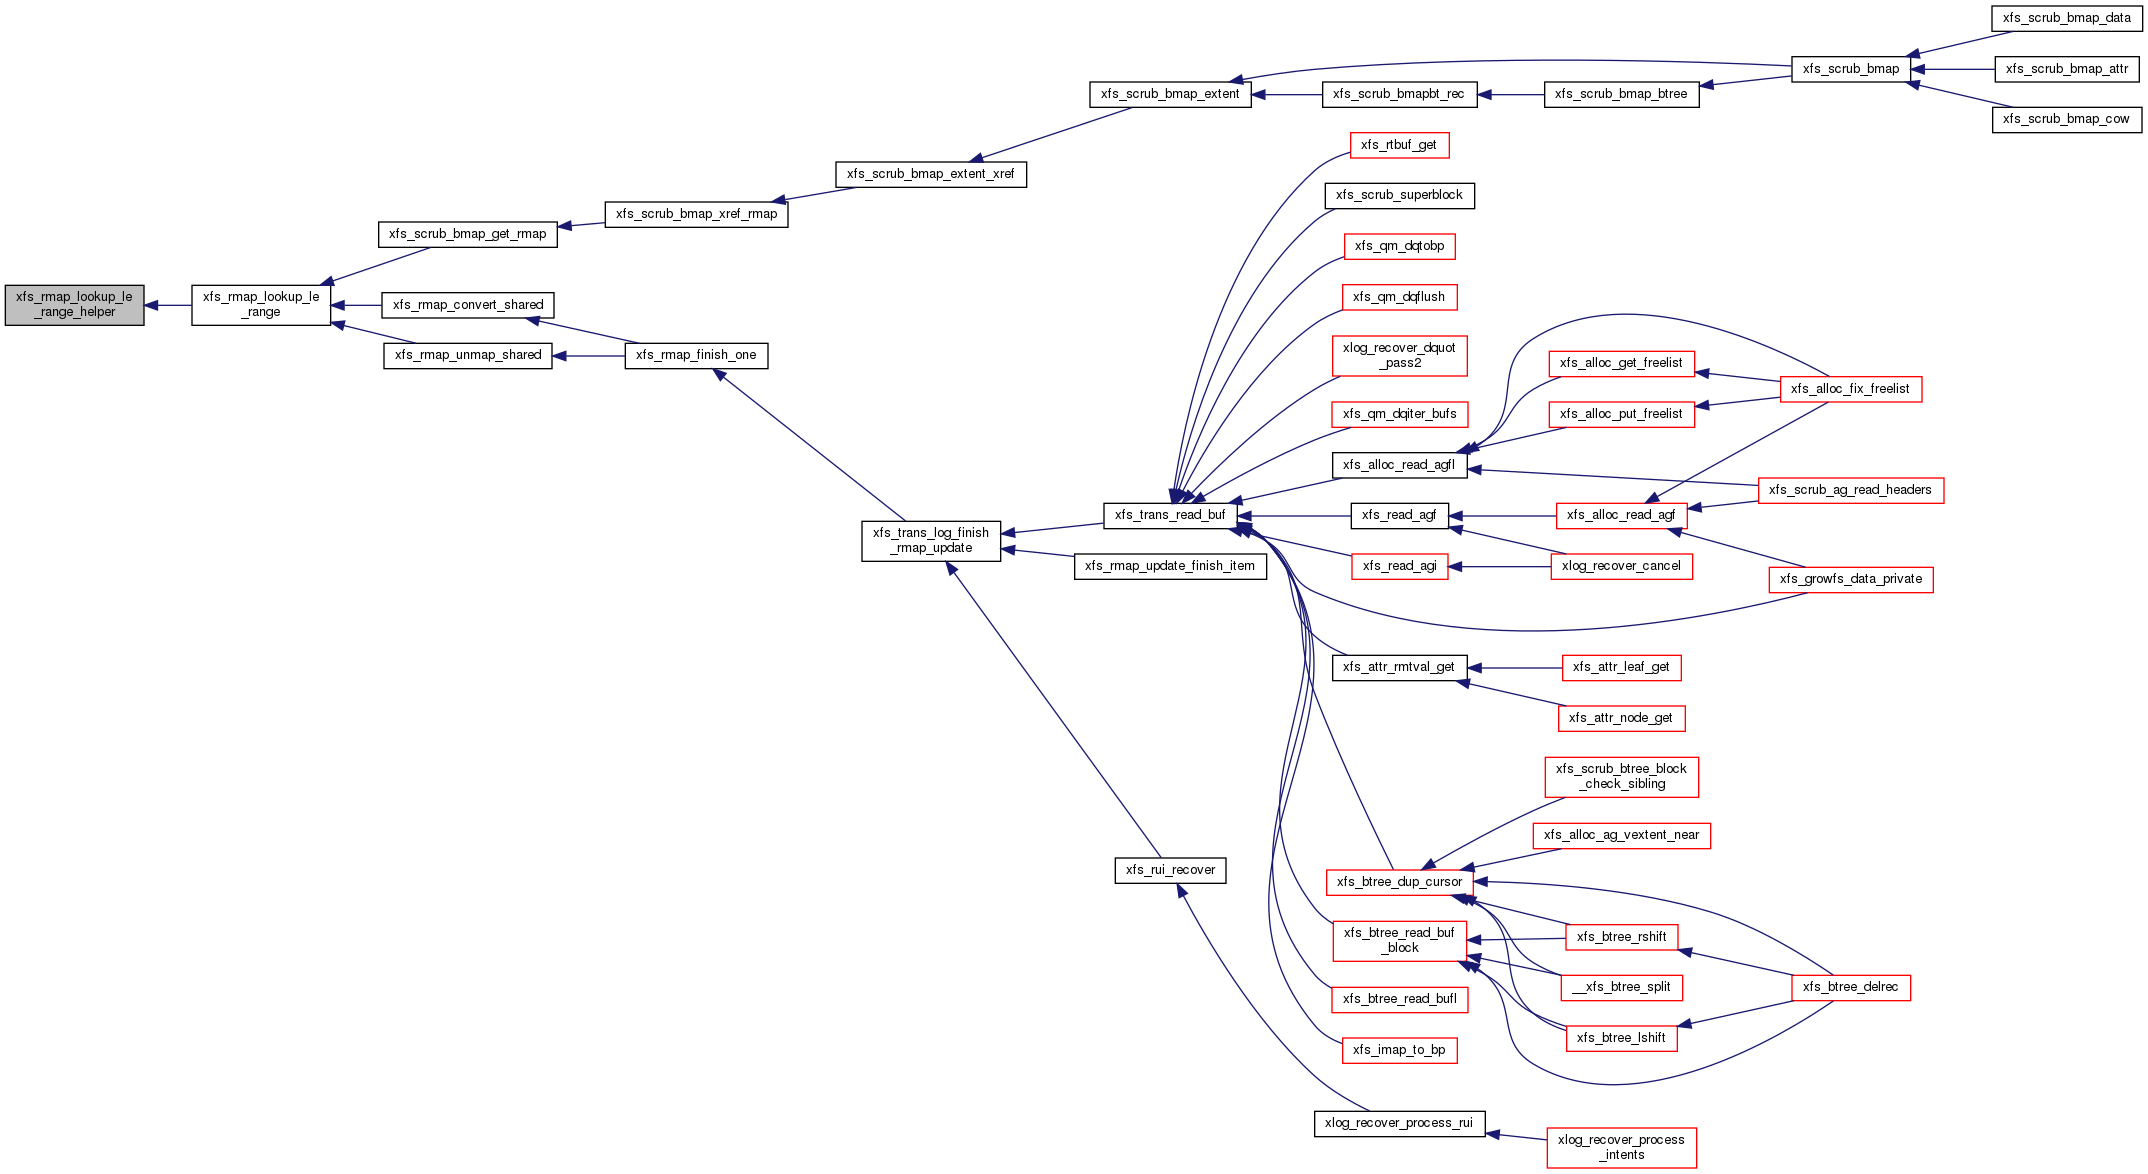 xfs_scrub_bmap_data
xfs_scrub_bmap
xfs_scrub_bmap_attr
xfs_scrub_bmap_extent
xfs_scrub_bmapbt_rec
xfs_scrub_bmap_btree
xfs_scrub_bmap_cow
xfs_rtbuf_get
xfs_scrub_bmap_extent_xref
xfs_scrub_superblock
xfs_scrub_bmap_xref_rmap
xfs_scrub_bmap_get_rmap
xfs_qm_dqtobp
xfs_rmap_lookup_le
_range_helper
xfs_rmap_lookup_le
_range
xfs_rmap_convert_shared
xfs_qm_dqflush
xfs_rmap_unmap_shared
xfs_rmap_finish_one
xlog_recover_dquot
_pass2
xfs_alloc_get_freelist
xfs_alloc_fix_freelist
xfs_qm_dqiter_bufs
xfs_alloc_put_freelist
xfs_alloc_read_agfl
xfs_scrub_ag_read_headers
xfs_trans_read_buf
xfs_read_agf
xfs_alloc_read_agf
xfs_trans_log_finish
_rmap_update
xfs_rmap_update_finish_item
xfs_read_agi
xlog_recover_cancel
xfs_growfs_data_private
xfs_attr_rmtval_get
xfs_attr_leaf_get
xfs_attr_node_get
xfs_scrub_btree_block
_check_sibling
xfs_alloc_ag_vextent_near
xfs_rui_recover
xfs_btree_dup_cursor
xfs_btree_read_buf
_block
xfs_btree_rshift
__xfs_btree_split
xfs_btree_delrec
xfs_btree_read_bufl
xfs_btree_lshift
xfs_imap_to_bp
xlog_recover_process_rui
xlog_recover_process
_intents